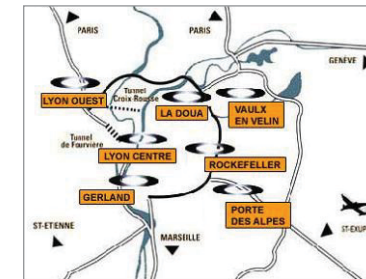 PARIS
PARIS
GENÈVE
LYON OUEST
Tunnel
Croix-Rousse
LA DOUA
VAULX
EN VELIN
Tunnel
de Fourvière
LYON CENTRE
ROCKEFELLER
GERLAND
PORTE
DES ALPES
ST-ETIENNE
MARSEILLE
ST-EXUP